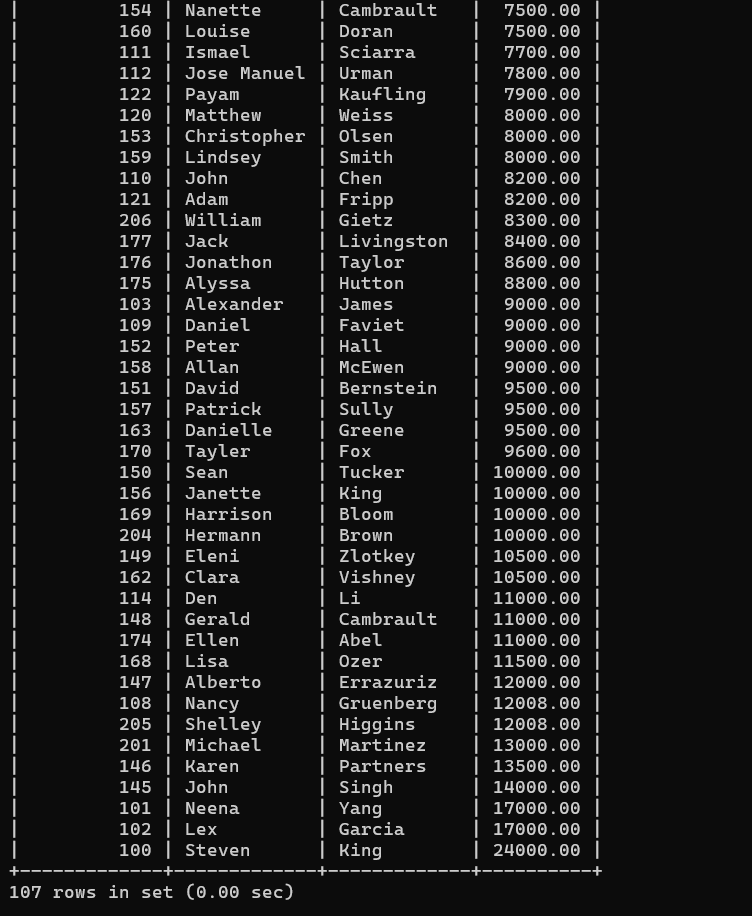 |         154 | Nanette     | Cambrault   |  7500.00 |
|         160 | Louise      | Doran       |  7500.00 |
|         111 | Ismael      | Sciarra     |  7700.00 |
|         112 | Jose Manuel | Urman       |  7800.00 |
|         122 | Payam       | Kaufling    |  7900.00 |
|         120 | Matthew     | Weiss       |  8000.00 |
|         153 | Christopher | Olsen       |  8000.00 |
|         159 | Lindsey     | Smith       |  8000.00 |
|         110 | John        | Chen        |  8200.00 |
|         121 | Adam        | Fripp       |  8200.00 |
|         206 | William     | Gietz       |  8300.00 |
|         177 | Jack        | Livingston  |  8400.00 |
|         176 | Jonathon    | Taylor      |  8600.00 |
|         175 | Alyssa      | Hutton      |  8800.00 |
|         103 | Alexander   | James       |  9000.00 |
|         109 | Daniel      | Faviet      |  9000.00 |
|         152 | Peter       | Hall        |  9000.00 |
|         158 | Allan       | McEwen      |  9000.00 |
|         151 | David       | Bernstein   |  9500.00 |
|         157 | Patrick     | Sully       |  9500.00 |
|         163 | Danielle    | Greene      |  9500.00 |
|         170 | Tayler      | Fox         |  9600.00 |
|         150 | Sean        | Tucker      | 10000.00 |
|         156 | Janette     | King        | 10000.00 |
|         169 | Harrison    | Bloom       | 10000.00 |
|         204 | Hermann     | Brown       | 10000.00 |
|         149 | Eleni       | Zlotkey     | 10500.00 |
|         162 | Clara       | Vishney     | 10500.00 |
|         114 | Den         | Li          | 11000.00 |
|         148 | Gerald      | Cambrault   | 11000.00 |
|         174 | Ellen       | Abel        | 11000.00 |
|         168 | Lisa        | Ozer        | 11500.00 |
|         147 | Alberto     | Errazuriz   | 12000.00 |
|         108 | Nancy       | Gruenberg   | 12008.00 |
|         205 | Shelley     | Higgins     | 12008.00 |
|         201 | Michael     | Martinez    | 13000.00 |
|         146 | Karen       | Partners    | 13500.00 |
|         145 | John        | Singh       | 14000.00 |
|         101 | Neena       | Yang        | 17000.00 |
|         102 | Lex         | Garcia      | 17000.00 |
|         100 | Steven      | King        | 24000.00 |
+-------------+-------------+-------------+----------+
107 rows in set (0.00 sec)